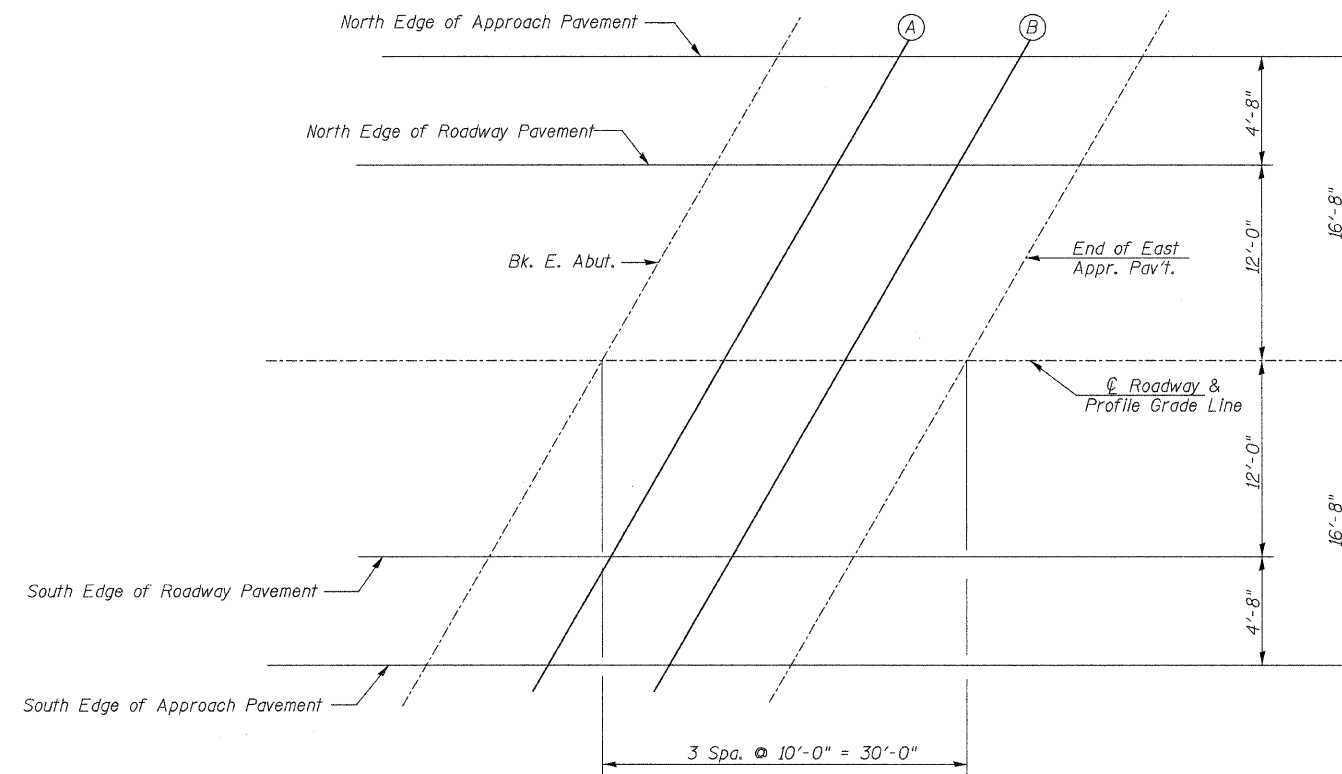 North Edge of Approach Pavement
A
B
4'-8"
North Edge of Roadway Pavement
16'-8"
12'-0"
Bk. E. Abut.
End of East
Appr. Pav't.
℄ Roadway &
Profile Grade Line
12'-0"
16'-8"
South Edge of Roadway Pavement
4'-8"
South Edge of Approach Pavement
3 Spa. @ 10'-0" = 30'-0"